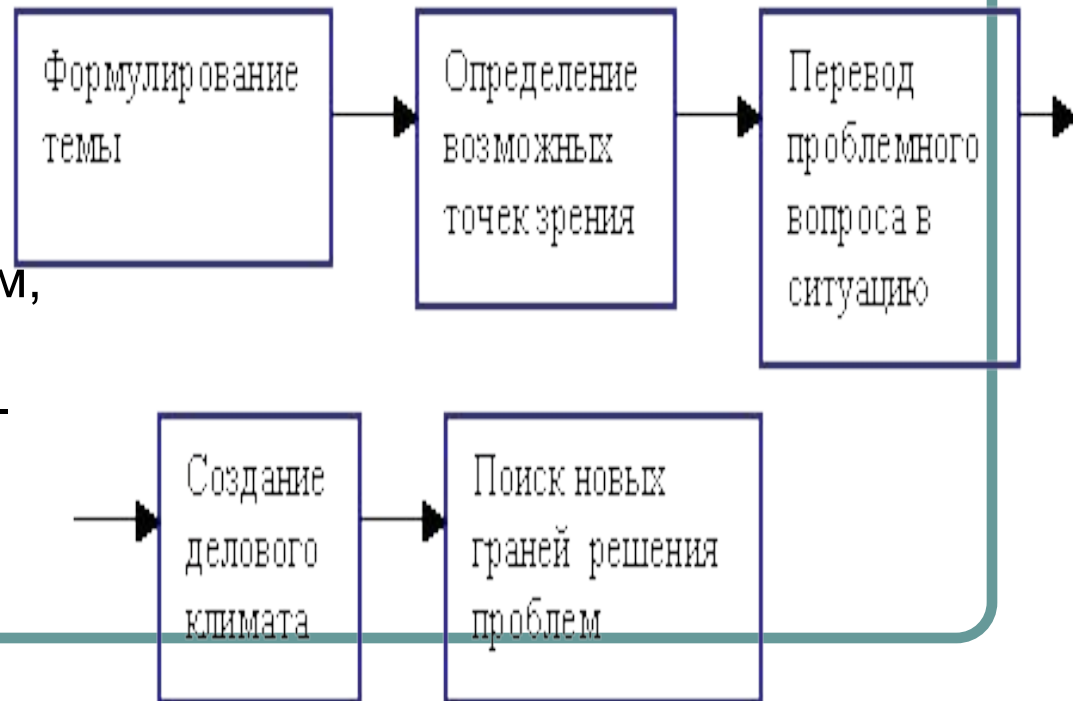 Формулирование
темы
Определение
возможных
точек зрения
Перевод
проблемного
вопроса в
ситуацию
м,
-
Создание
делового
климата
Поиск новых
граней решения
проблем